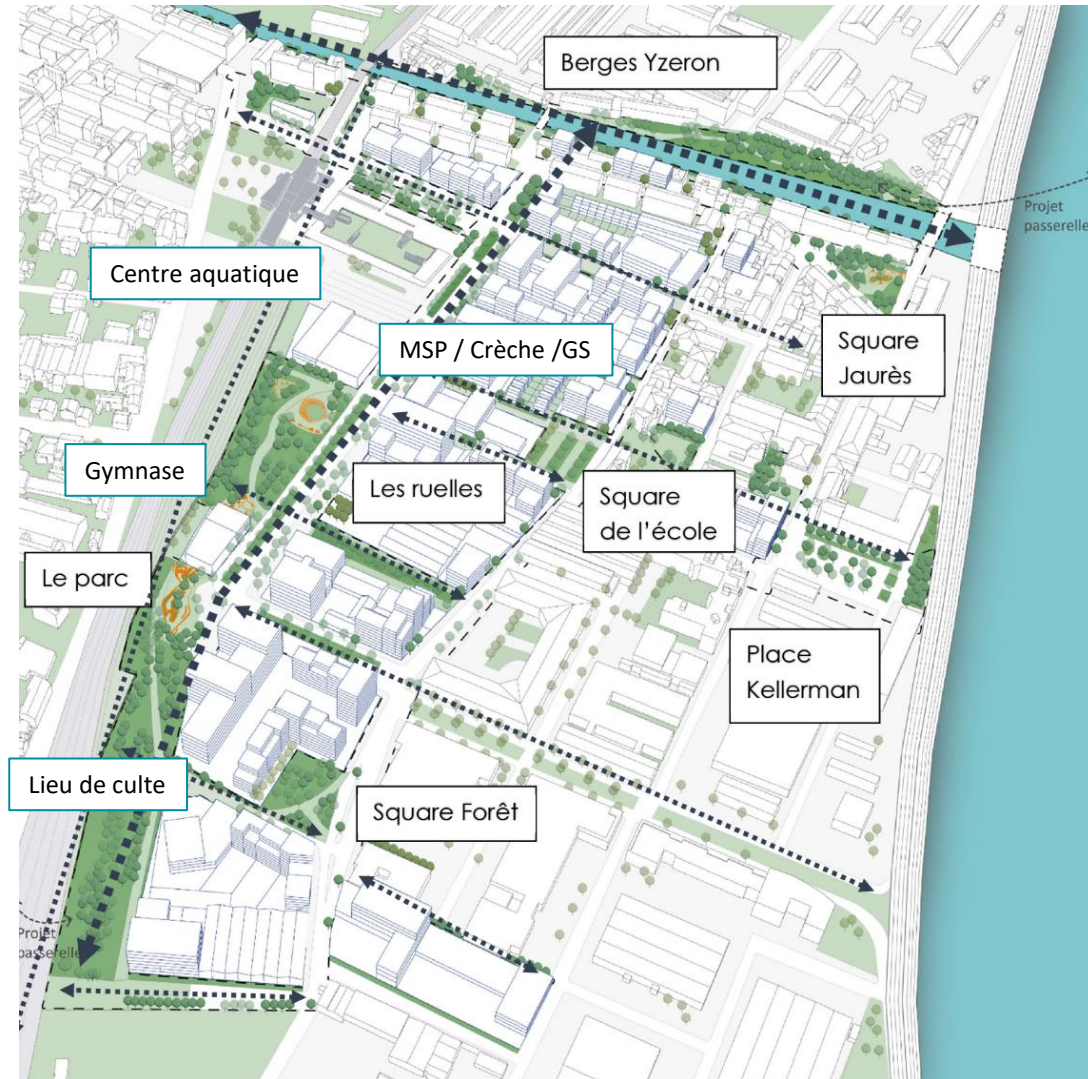 Berges Yzeron
Projet
passerelle
Centre aquatique
MSP / Crèche /GS
Square
Jaurès
Gymnase
Les ruelles
Square
de l'école
Le parc
Place
Kellerman
Lieu de culte
Square Forêt
Projet
passerelle